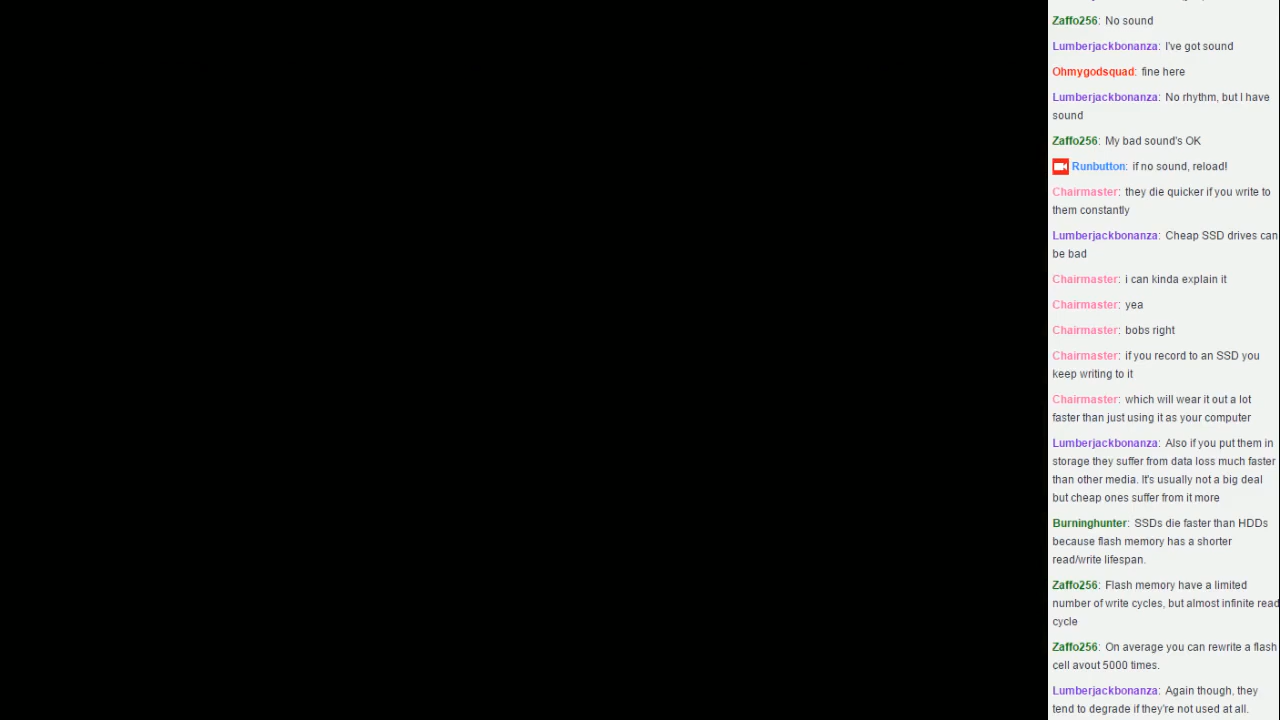 Zaffo256: No sound
Lumberjackbonanza: I've got sound
Ohmygodsquad: fine here
Lumberjackbonanza: No rhythm, but I have
sound
Zaffo256: My bad sound's OK
Runbutton: if no sound, reload!
Chairmaster: they die quicker if you write to
them constantly
Lumberjackbonanza: Cheap SSD drives can
be bad
Chairmaster: i can kinda explain it
Chairmaster: yea
Chairmaster: bobs right
Chairmaster: if you record to an SSD you
keep writing to it
Chairmaster: which will wear it out a lot
faster than just using it as your computer
Lumberjackbonanza: Also if you put them in
storage they suffer from data loss much faster
than other media. It's usually not a big deal
but cheap ones suffer from it more
Burninghunter: SSDs die faster than HDDs
because flash memory has a shorter
read/write lifespan.
Zaffo256: Flash memory have a limited
number of write cycles, but almost infinite read
cycle
Zaffo256: On average you can rewrite a flash
cell avout 5000 times.
Lumberjackbonanza: Again though, they
tend to degrade if they're not used at all.